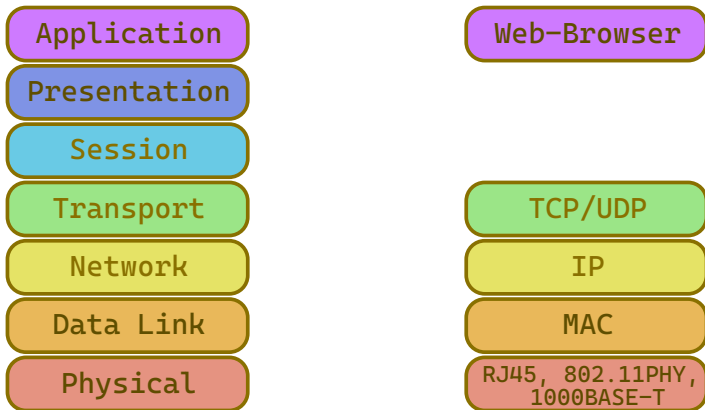 Application
Web-Browser
Presentation
Session
Transport
TCP/UDP
Network
IP
Data Link
MAC
Physical
RJ45, 802.11PHY,
1000BASE-T